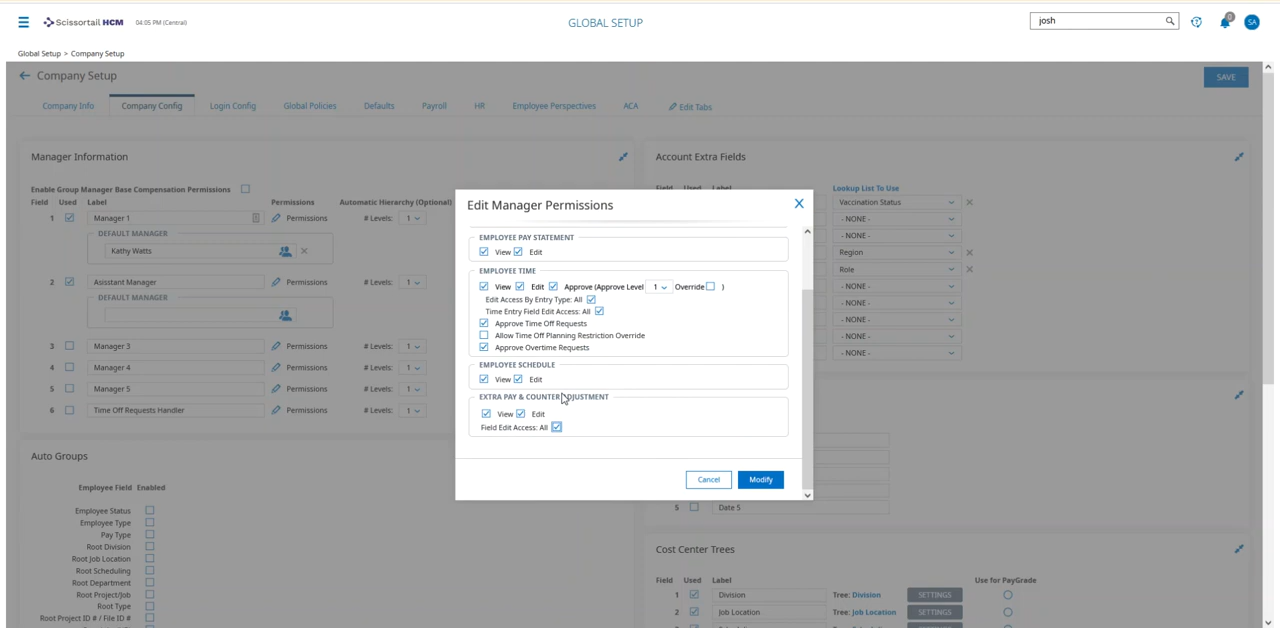 Scissortail HCM
04:05 PM (Central)
GLOBAL SETUP
josh
0
SA
Global Setup > Company Setup
Company Setup
SAVE
Company Info
Company Config
Login Config
Global Policies
Defaults
Payroll
HR
Employee Perspectives
ACA
Edit Tabs
Manager Information
Account Extra Fields
Enable Group Manager Base Compensation Permissions
Field Used Label
Lookup List To Use
Field Used Label Permissions Automatic Hierarchy (Optional)
Vaccination Status
1 Manager 1 Permissions # Levels: 1
- NONE -
DEFAULT MANAGER
- NONE -
Kathy Watts
Region
Role
2 Asisstant Manager Permissions # Levels: 1
- NONE -
DEFAULT MANAGER
- NONE -
- NONE -
- NONE -
3 Manager 3 Permissions # Levels: 1
- NONE -
4 Manager 4 Permissions # Levels: 1
5 Manager 5 Permissions # Levels: 1
6 Time Off Requests Handler Permissions # Levels: 1
Edit Manager Permissions
EMPLOYEE PAY STATEMENT
View Edit
EMPLOYEE TIME
View Edit Approve (Approve Level 1 Override )
Edit Access By Entry Type: All
Time Entry Field Edit Access: All
Approve Time Off Requests
Allow Time Off Planning Restriction Override
Approve Overtime Requests
EMPLOYEE SCHEDULE
View Edit
EXTRA PAY & COUNTER ADJUSTMENT
View Edit
Field Edit Access: All
Cancel
Modify
Auto Groups
Employee Field Enabled
Employee Status
Employee Type
Pay Type
Root Division
Root Job Location
Root Scheduling
Root Department
Root Project/Job
Root Type
Root Project ID # / File ID #
5 Date 5
Cost Center Trees
Field Used Label Use for PayGrade
1 Division Tree: Division SETTINGS
2 Job Location Tree: Job Location SETTINGS